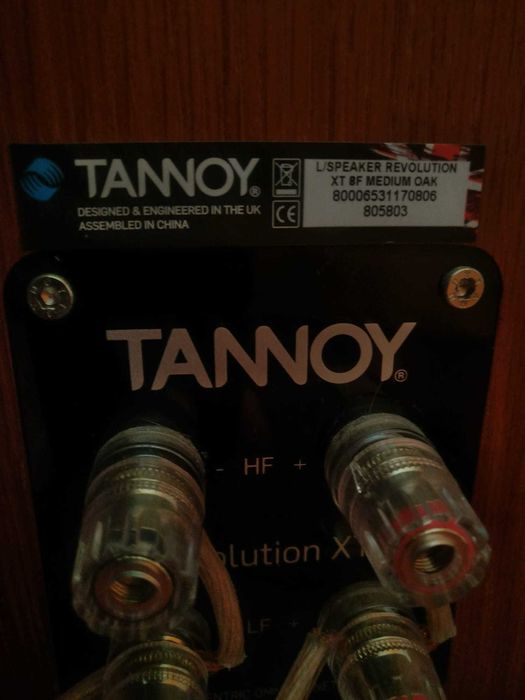 TANNOY®
DESIGNED & ENGINEERED IN THE UK
ASSEMBLED IN CHINA
CE
L/SPEAKER REVOLUTION
XT 8F MEDIUM OAK
80006531170806
805803
TANNOY®
- HF +
olution XT
LF +